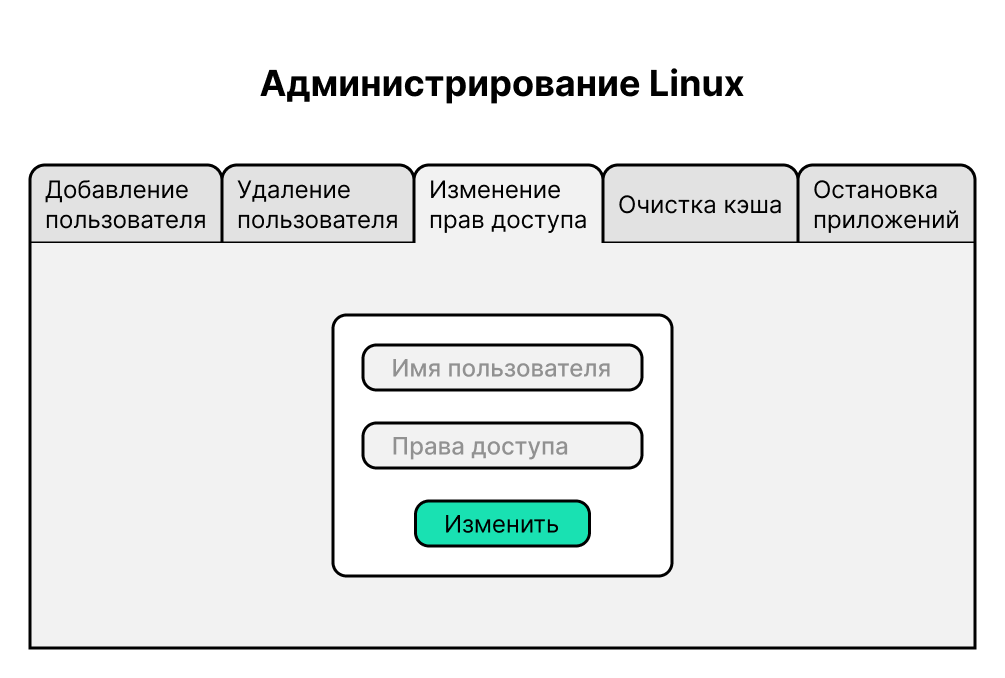 Администрирование Linux
Добавление
пользователя
Удаление
пользователя
Изменение
прав доступа
Очистка кэша
Остановка
приложений
Имя пользователя
Права доступа
Изменить